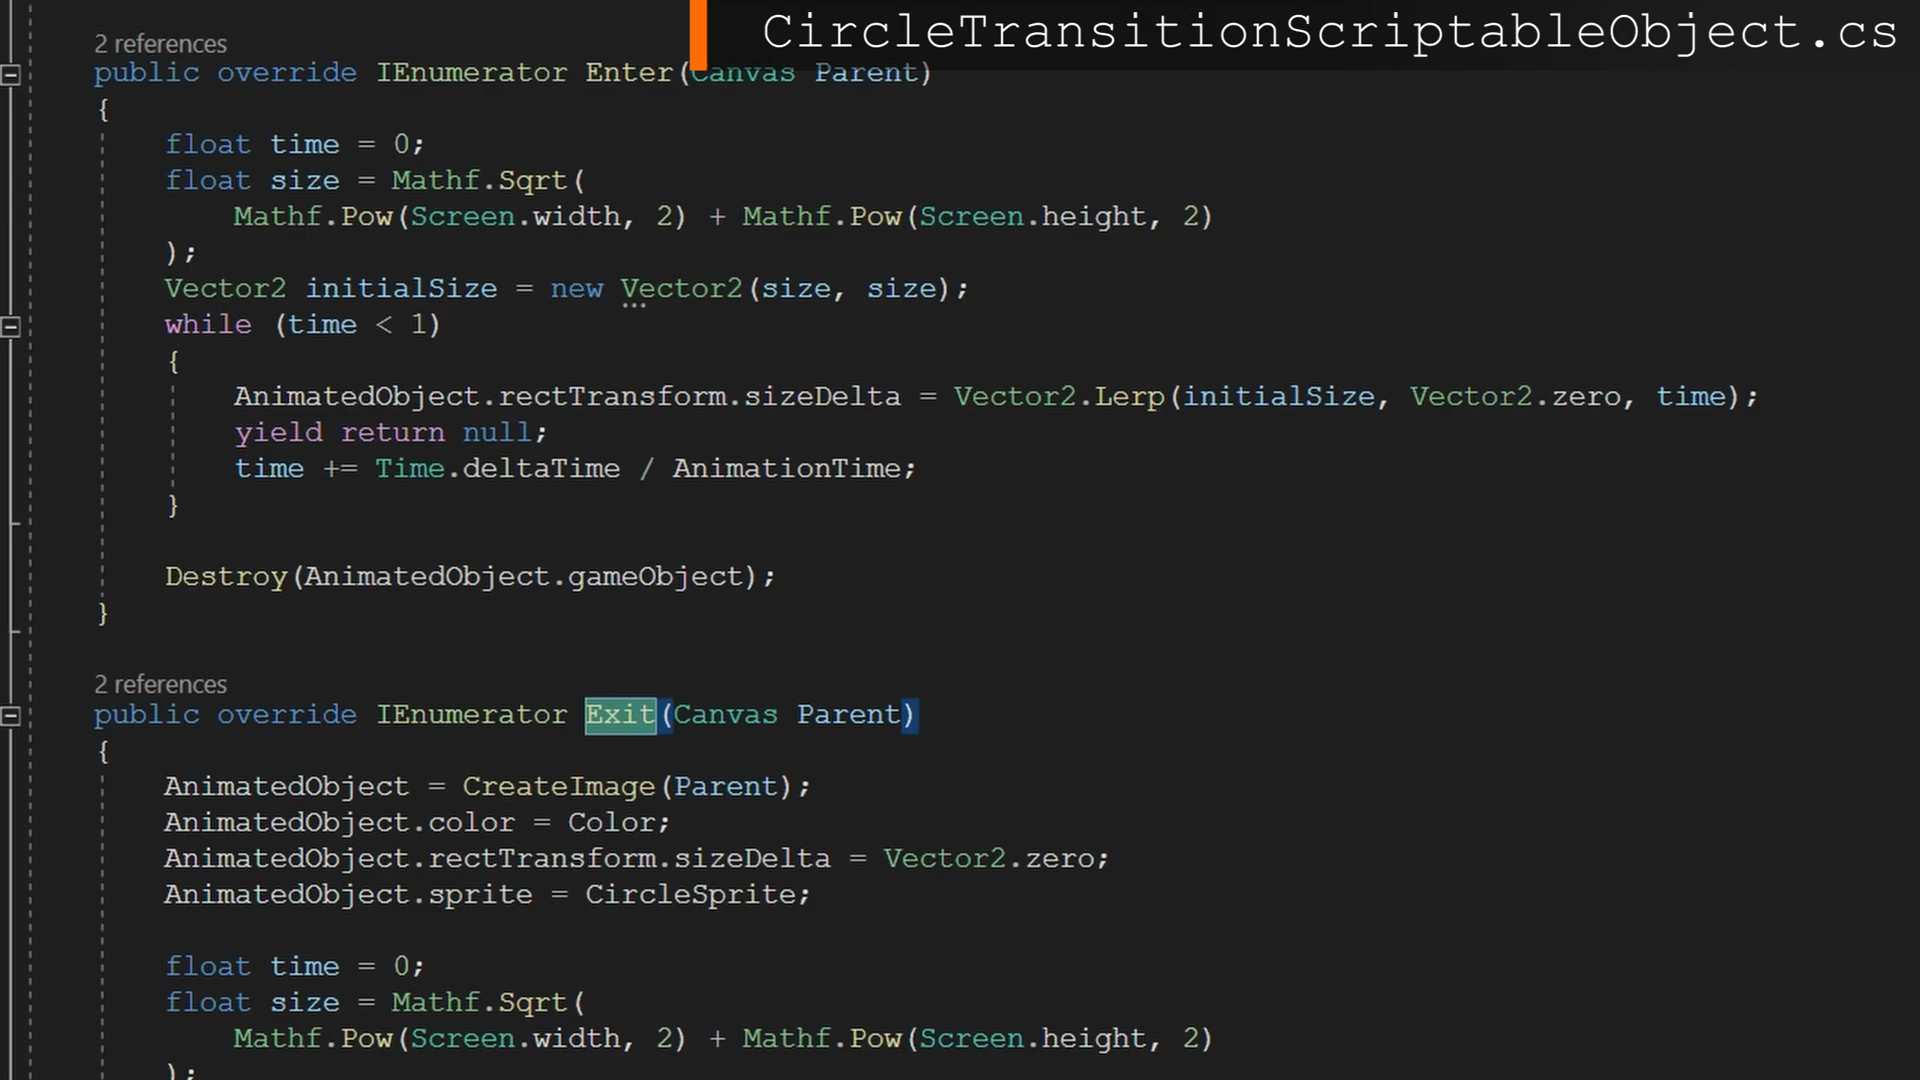 CircleTransitionScriptableObject.cs
2 references
public override IEnumerator Enter(Canvas Parent)
{
float time = 0;
float size = Mathf.Sqrt(
Mathf.Pow(Screen.width, 2) + Mathf.Pow(Screen.height, 2)
);
Vector2 initialSize = new Vector2(size, size);
while (time < 1)
{
AnimatedObject.rectTransform.sizeDelta = Vector2.Lerp(initialSize, Vector2.zero, time);
yield return null;
time += Time.deltaTime / AnimationTime;
}
Destroy(AnimatedObject.gameObject);
}
2 references
public override IEnumerator Exit(Canvas Parent)
{
AnimatedObject = CreateImage(Parent);
AnimatedObject.color = Color;
AnimatedObject.rectTransform.sizeDelta = Vector2.zero;
AnimatedObject.sprite = CircleSprite;
float time = 0;
float size = Mathf.Sqrt(
Mathf.Pow(Screen.width, 2) + Mathf.Pow(Screen.height, 2)
);